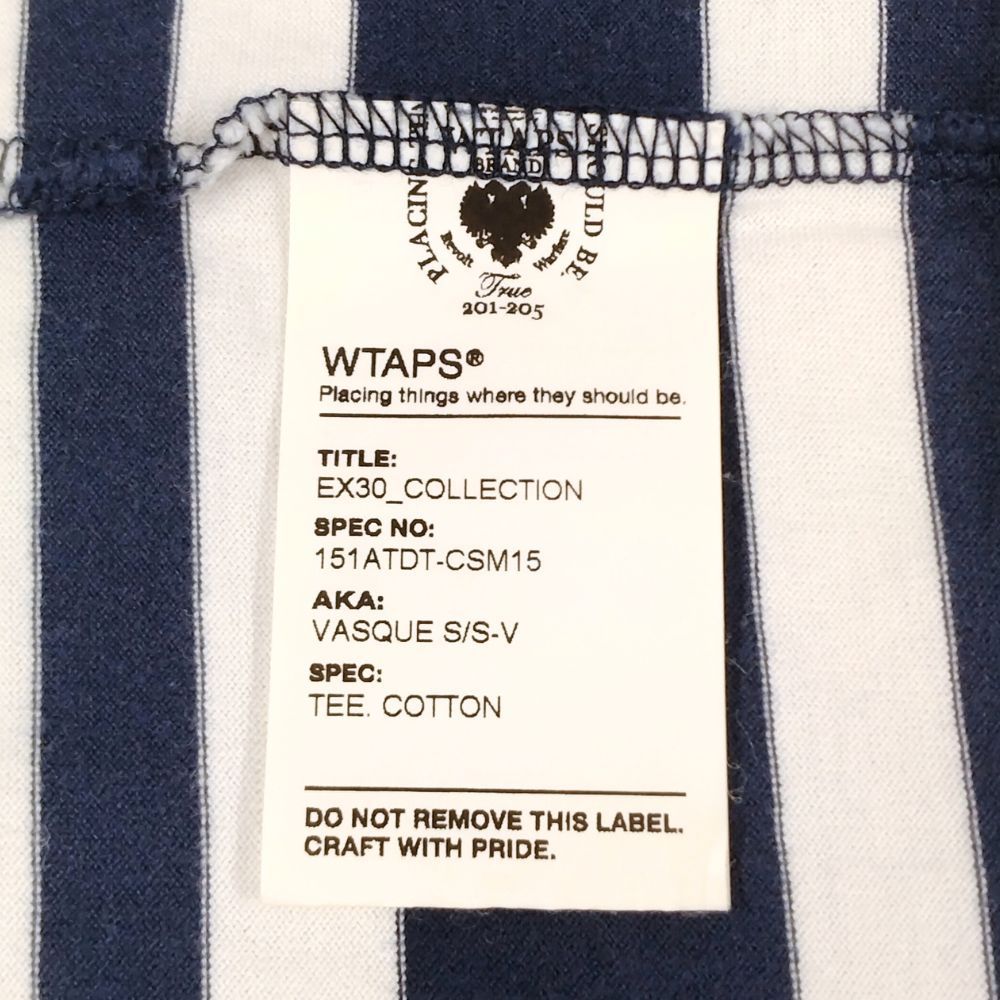 WTAPS
BRAND
PLACING
SHOULD BE.
Revolt Warfare
True
201-205
WTAPS®
Placing things where they should be.
TITLE:
EX30_COLLECTION
SPEC NO:
151ATDT-CSM15
AKA:
VASQUE S/S-V
SPEC:
TEE. COTTON
DO NOT REMOVE THIS LABEL.
CRAFT WITH PRIDE.